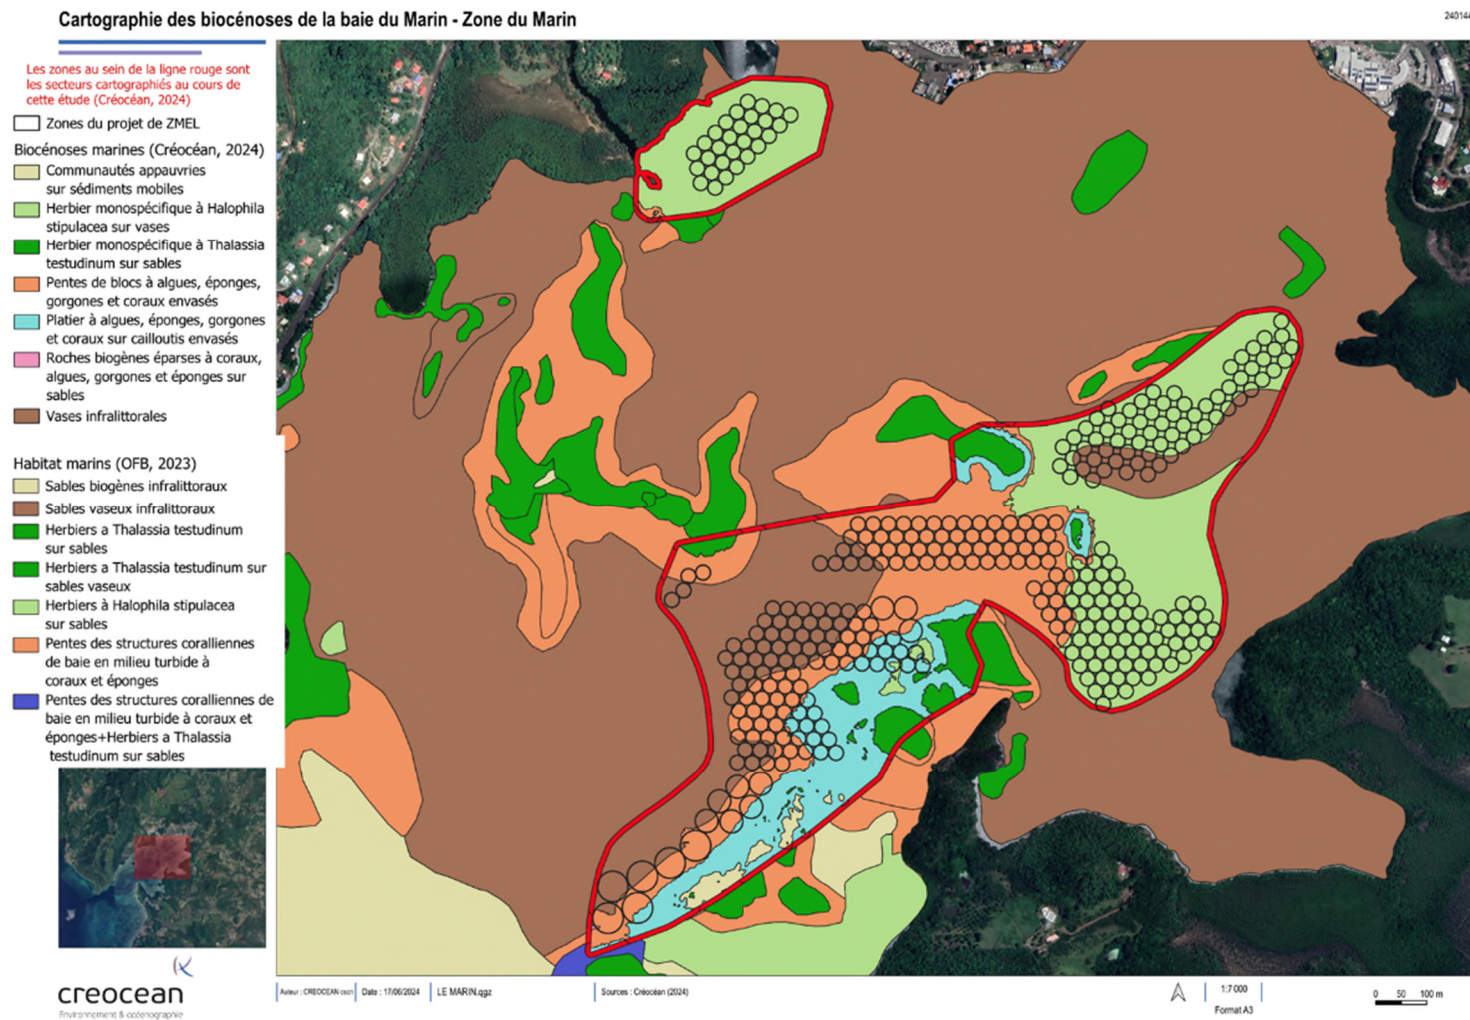 Cartographie des biocénoses de la baie du Marin - Zone du Marin
24014
Les zones au sein de la ligne rouge sont
les secteurs cartographiés au cours de
cette étude (Créocéan, 2024)
Zones du projet de ZMEL
Biocénoses marines (Créocéan, 2024)
Communautés appauvries
sur sédiments mobiles
Herbier monospécifique à Halophila
stipulacea sur vases
Herbier monospécifique à Thalassia
testudinum sur sables
Pentes de blocs à algues, éponges,
gorgones et coraux envasés
Platier à algues, éponges, gorgones
et coraux sur cailloutis envasés
Roches biogènes éparses à coraux,
algues, gorgones et éponges sur
sables
Vases infralittorales
Habitat marins (OFB, 2023)
Sables biogènes infralittoraux
Sables vaseux infralittoraux
Herbiers a Thalassia testudinum
sur sables
Herbiers a Thalassia testudinum sur
sables vaseux
Herbiers à Halophila stipulacea
sur sables
Pentes des structures coralliennes
de baie en milieu turbide à
coraux et éponges
Pentes des structures coralliennes de
baie en milieu turbide à coraux et
éponges+Herbiers a Thalassia
testudinum sur sables
creocean
Environnement & océanographie
Auteur : CREOCEAN
Date : 17/06/2024
LE MARIN.qgz
Sources : Créocéan (2024)
1:7 000
Format A3
0 50 100 m